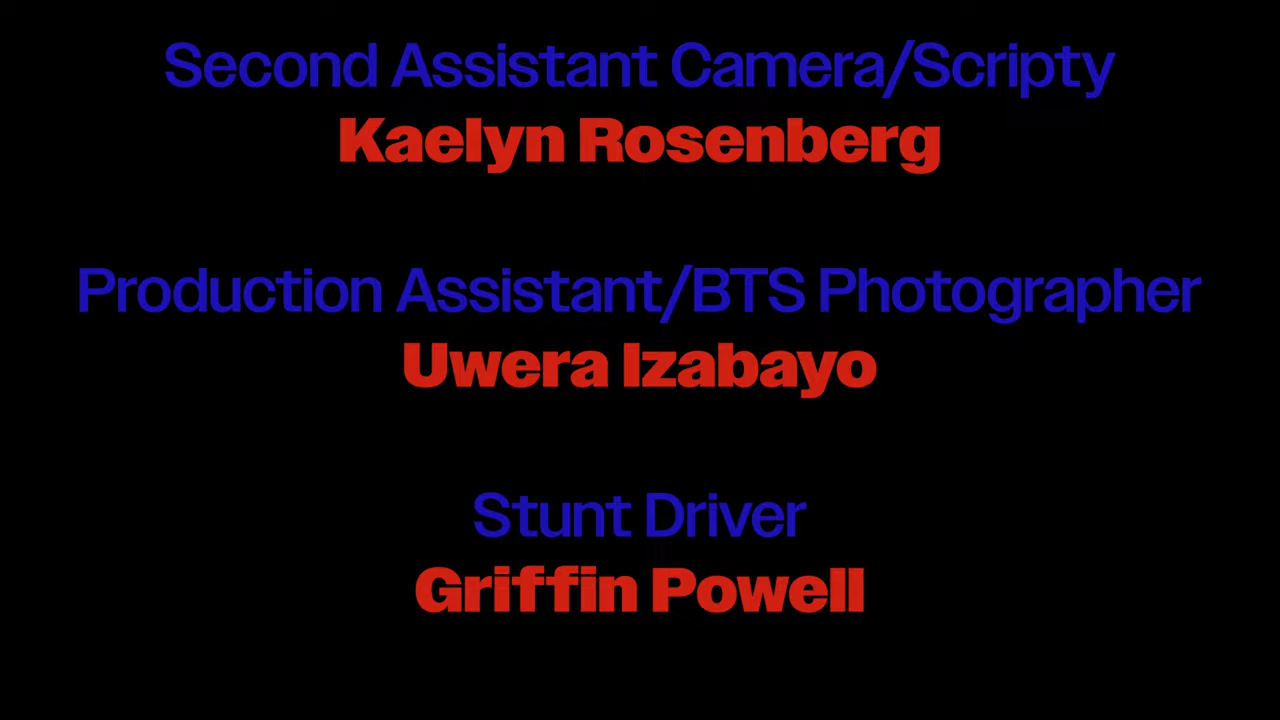 Second Assistant Camera/Scripty
Kaelyn Rosenberg
Production Assistant/BTS Photographer
Uwera Izabayo
Stunt Driver
Griffin Powell